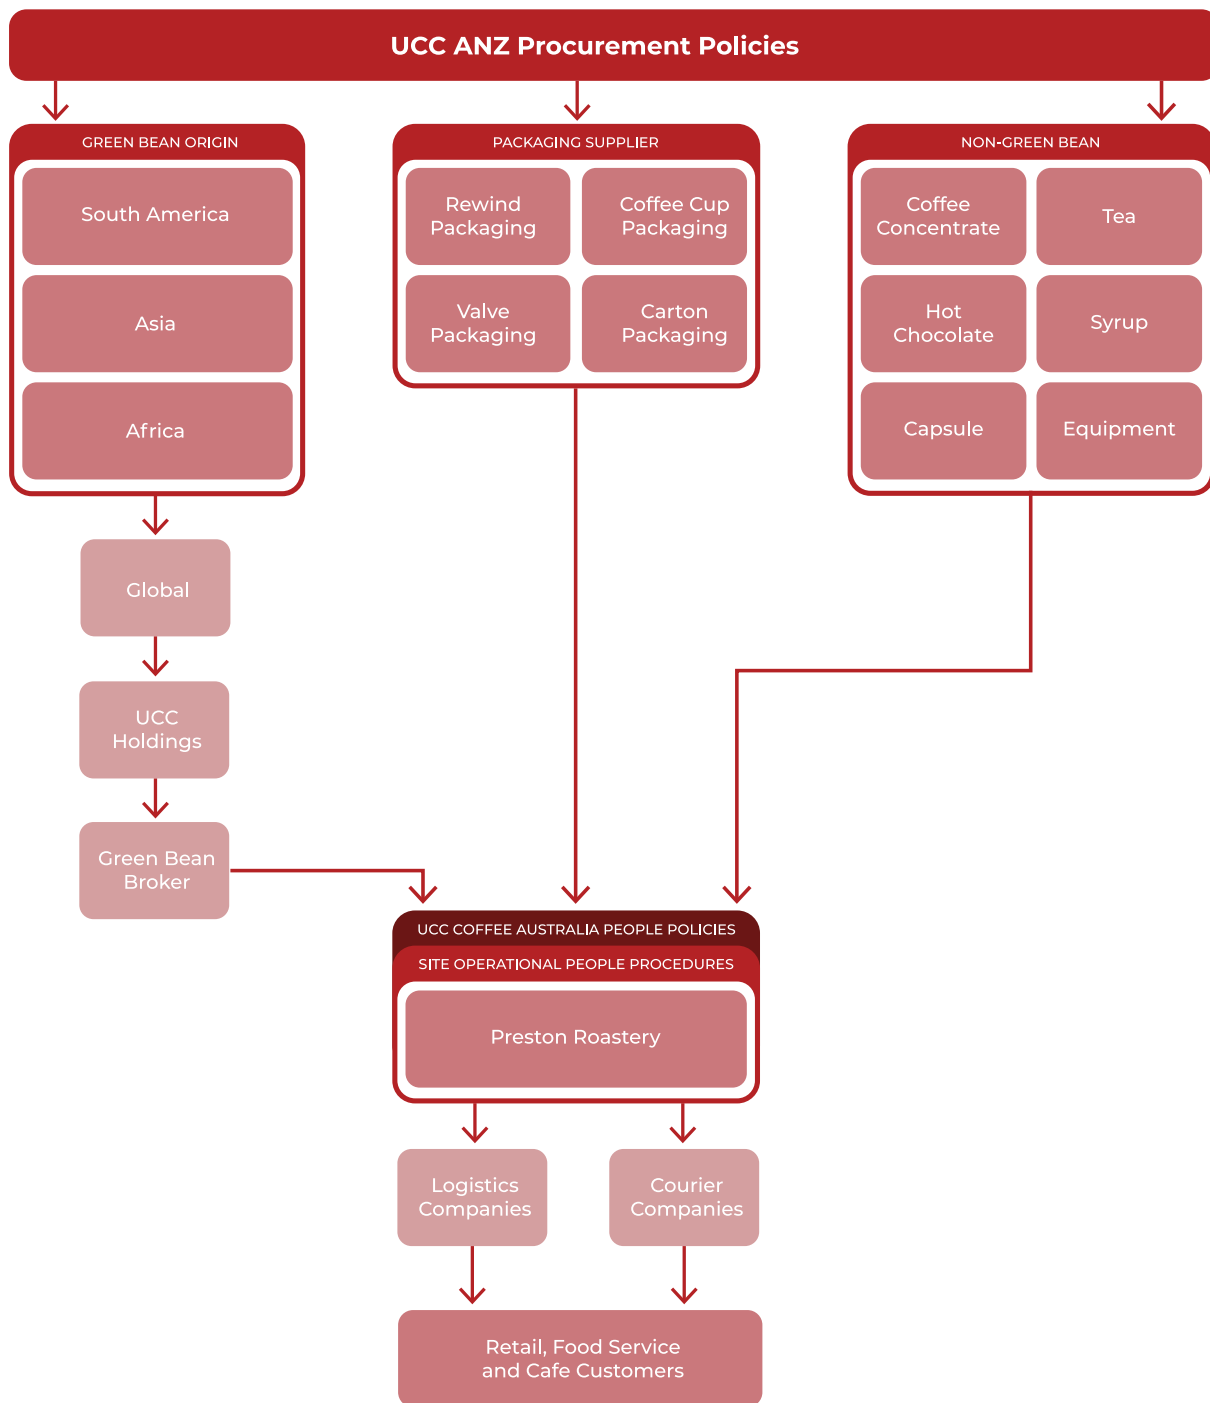 UCC ANZ Procurement Policies
GREEN BEAN ORIGIN
South America
Asia
Africa
PACKAGING SUPPLIER
Rewind
Packaging
Coffee Cup
Packaging
Valve
Packaging
Carton
Packaging
NON-GREEN BEAN
Coffee
Concentrate
Tea
Hot
Chocolate
Syrup
Capsule
Equipment
Global
UCC
Holdings
Green Bean
Broker
UCC COFFEE AUSTRALIA PEOPLE POLICIES
SITE OPERATIONAL PEOPLE PROCEDURES
Preston Roastery
Logistics
Companies
Courier
Companies
Retail, Food Service
and Cafe Customers